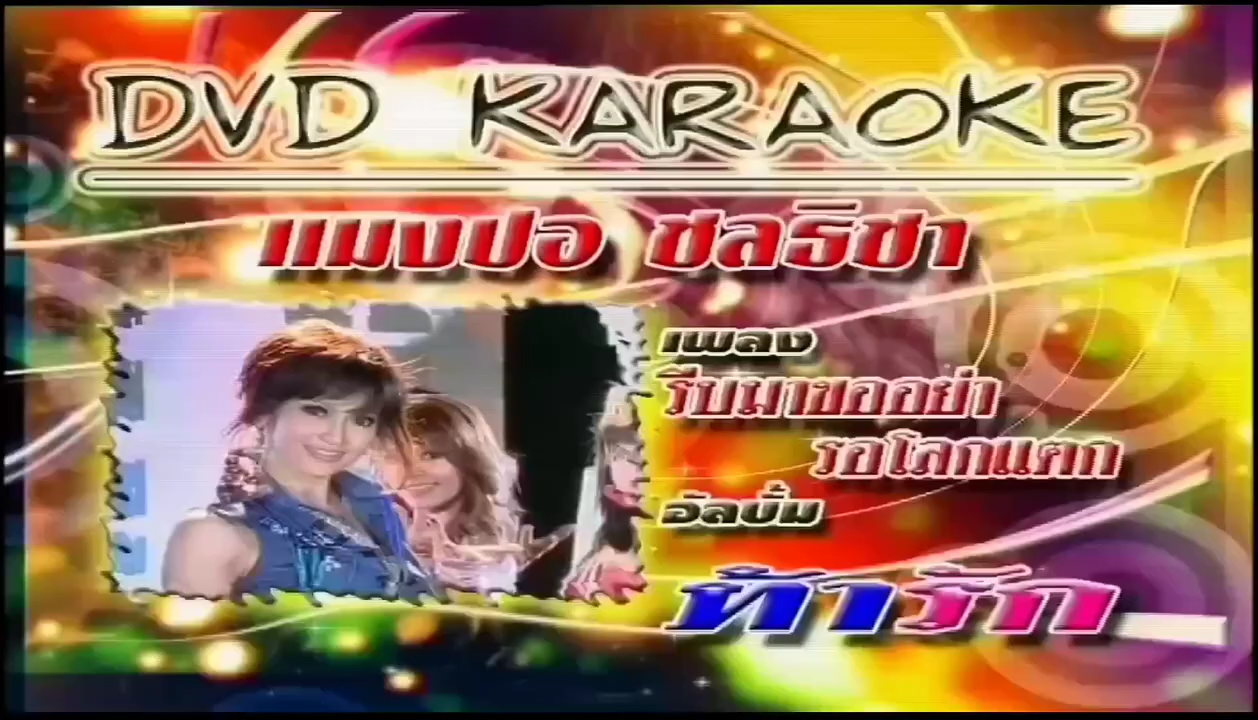 DVD KARAOKE
แมงปอ ชลธิชา
เพลง
รีบมาขออย่า
รอโลกแตก
อัลบั้ม
ท้ารัก